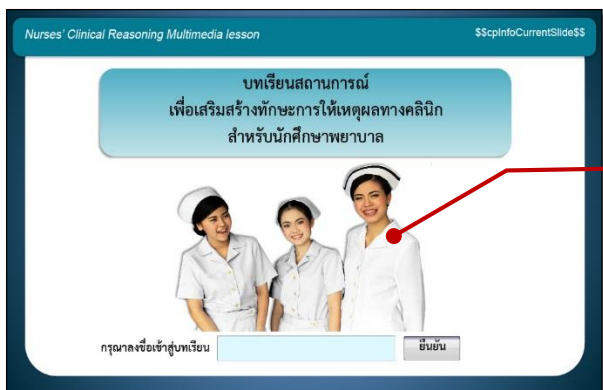 Nurses' Clinical Reasoning Multimedia lesson
$$cpInfoCurrentSlide$$
บทเรียนสถานการณ์
เพื่อเสริมสร้างทักษะการให้เหตุผลทางคลินิก
สำหรับนักศึกษาพยาบาล
กรุณาลงชื่อเข้าสู่บทเรียน
ยืนยัน